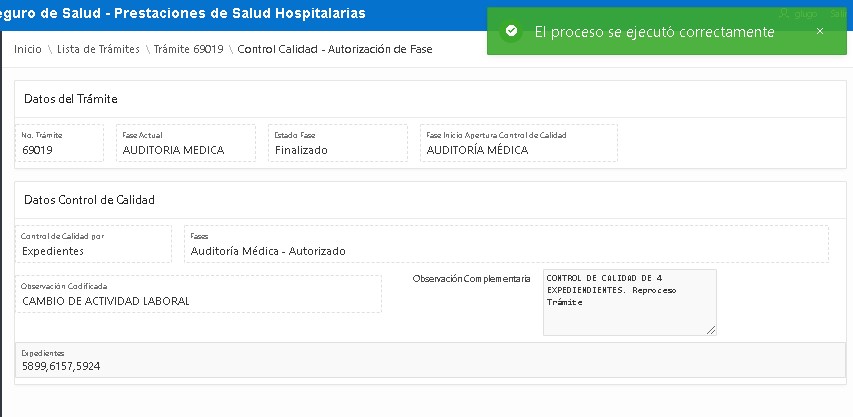 eguro de Salud - Prestaciones de Salud Hospitalarias
El proceso se ejecutó correctamente
Inicio \ Lista de Trámites \ Trámite 69019 \ Control Calidad - Autorización de Fase
Datos del Trámite
No. Trámite
69019
Fase Actual
AUDITORIA MEDICA
Estado Fase
Finalizado
Fase Inicio Apertura Control de Calidad
AUDITORÍA MÉDICA
Datos Control de Calidad
Control de Calidad por
Expedientes
Fases
Auditoría Médica - Autorizado
Observación Codificada
CAMBIO DE ACTIVIDAD LABORAL
Observación Complementaria
CONTROL DE CALIDAD DE 4
EXPEDIENDIENTES. Reproceso
Trámite
Expedientes
5899,6157,5924